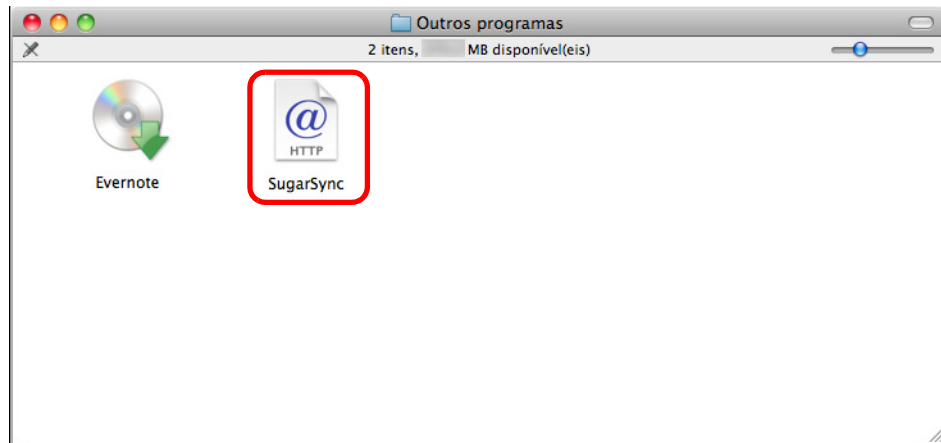 Outros programas
2 itens, MB disponível(eis)
@
HTTP
Evernote
SugarSync